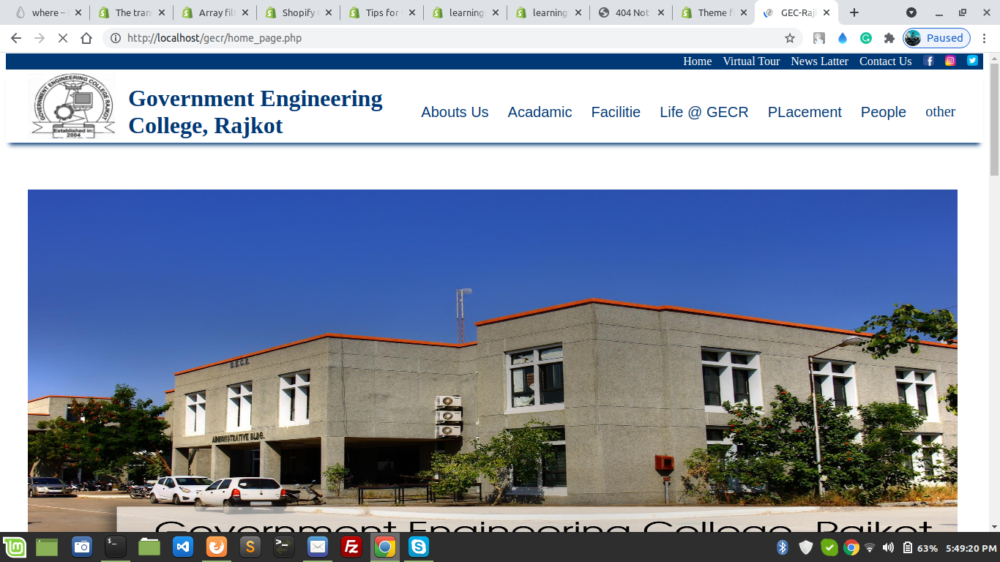 where –
The tran
Array fil
Shopify
Tips for
learning
learning
404 Not
Theme f
GEC-Raj
http://localhost/gecr/home_page.php
Paused
Home Virtual Tour News Latter Contact Us
GOVERNMENT ENGINEERING COLLEGE RAJKOT
Established in:
2004
Government Engineering
College, Rajkot
Abouts Us Acadamic Facilitie Life @ GECR PLacement People other
G.E.C.R.
ADMINISTRATIVE BLDG.
Government Engineering College, Rajkot
63% 5:49:20 PM